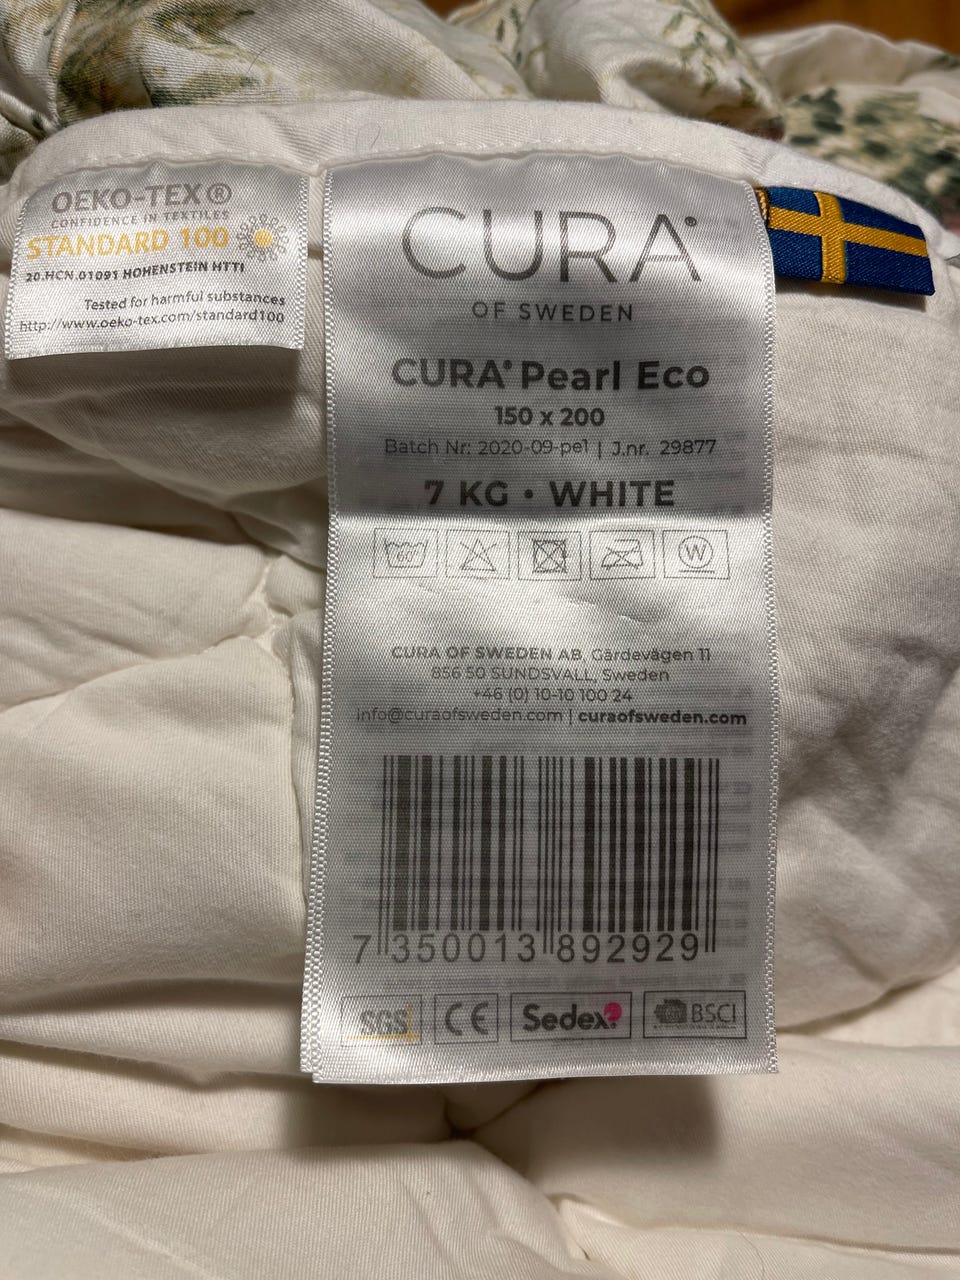 OEKO-TEX®
CONFIDENCE IN TEXTILES
STANDARD 100
20.HCN.01091 HOHENSTEIN HTTI
Tested for harmful substances
http://www.oeko-tex.com/standard100
CURA®
OF SWEDEN
CURA® Pearl Eco
150 x 200
Batch Nr: 2020-09-pe1 | J.nr. 29877
7 KG • WHITE
60°
W
CURA OF SWEDEN AB, Gärdevägen 11
856 50 SUNDSVALL, Sweden
+46 (0) 10-10 100 24
info@curaofsweden.com | curaofsweden.com
7 350013 892929
SGS CE Sedex® BSCI